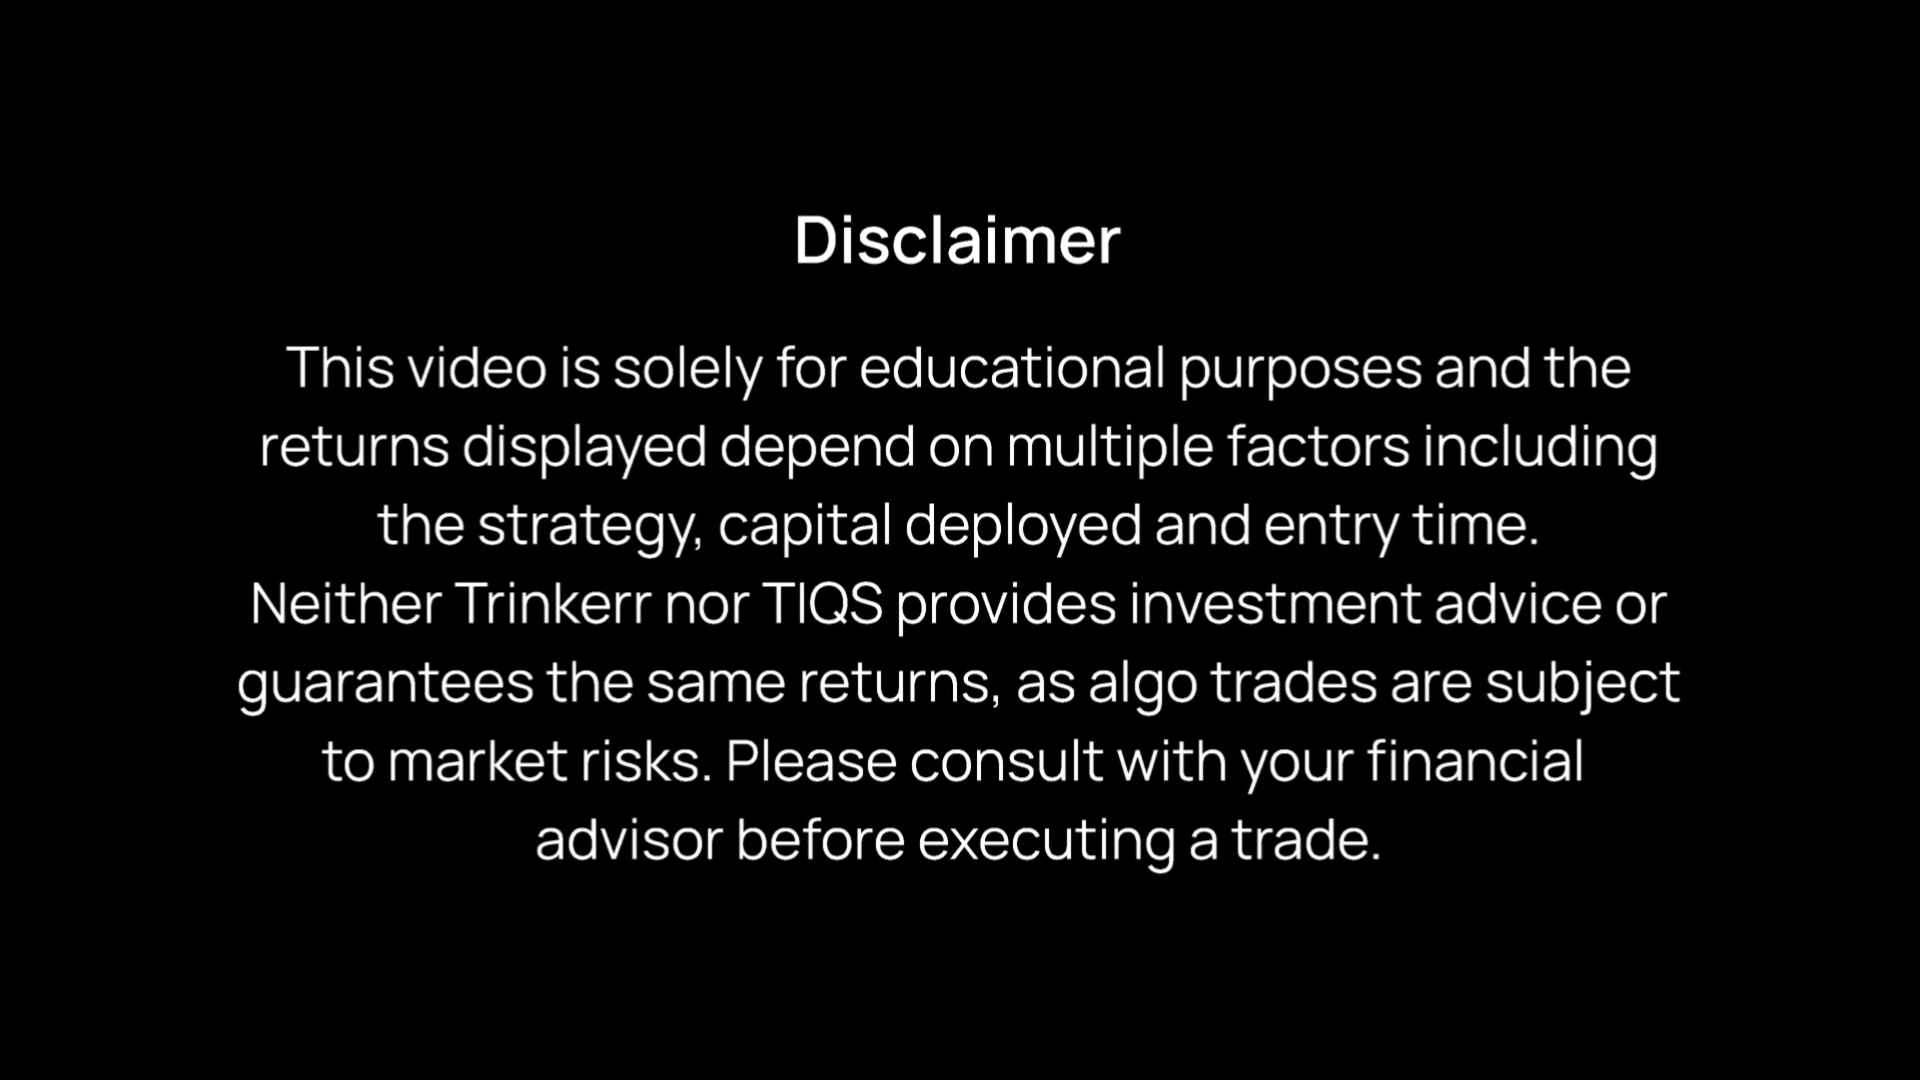 Disclaimer
This video is solely for educational purposes and the
returns displayed depend on multiple factors including
the strategy, capital deployed and entry time.
Neither Trinkerr nor TIQS provides investment advice or
guarantees the same returns, as algo trades are subject
to market risks. Please consult with your financial
advisor before executing a trade.